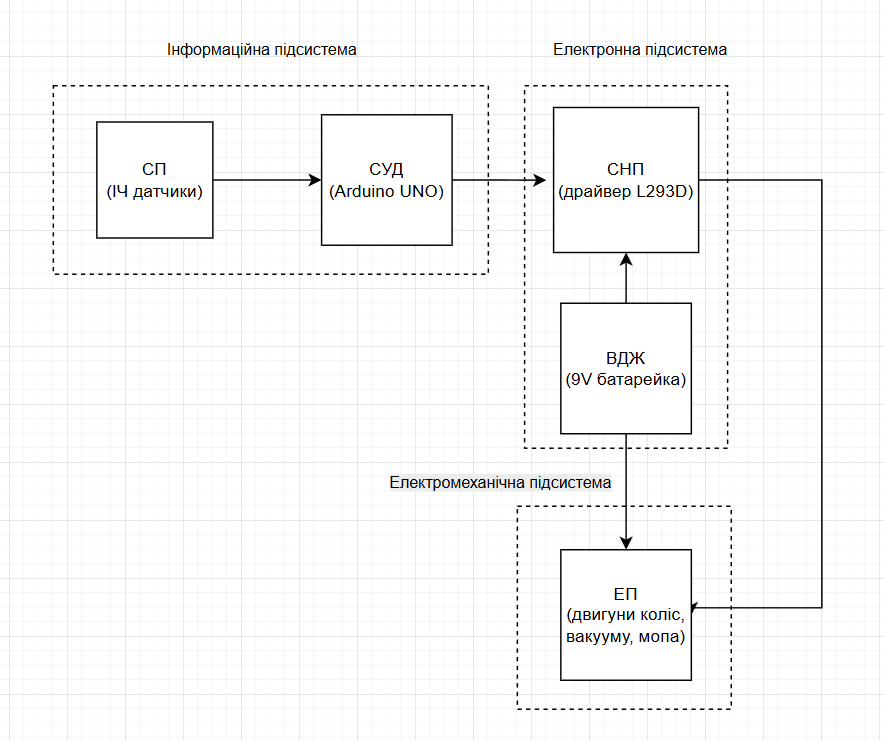 Інформаційна підсистема
Електронна підсистема
СП
(ІЧ датчики)
СУД
(Arduino UNO)
СНП
(драйвер L293D)
ВДЖ
(9V батарейка)
Електромеханічна підсистема
ЕП
(двигуни коліс,
вакууму, мопа)